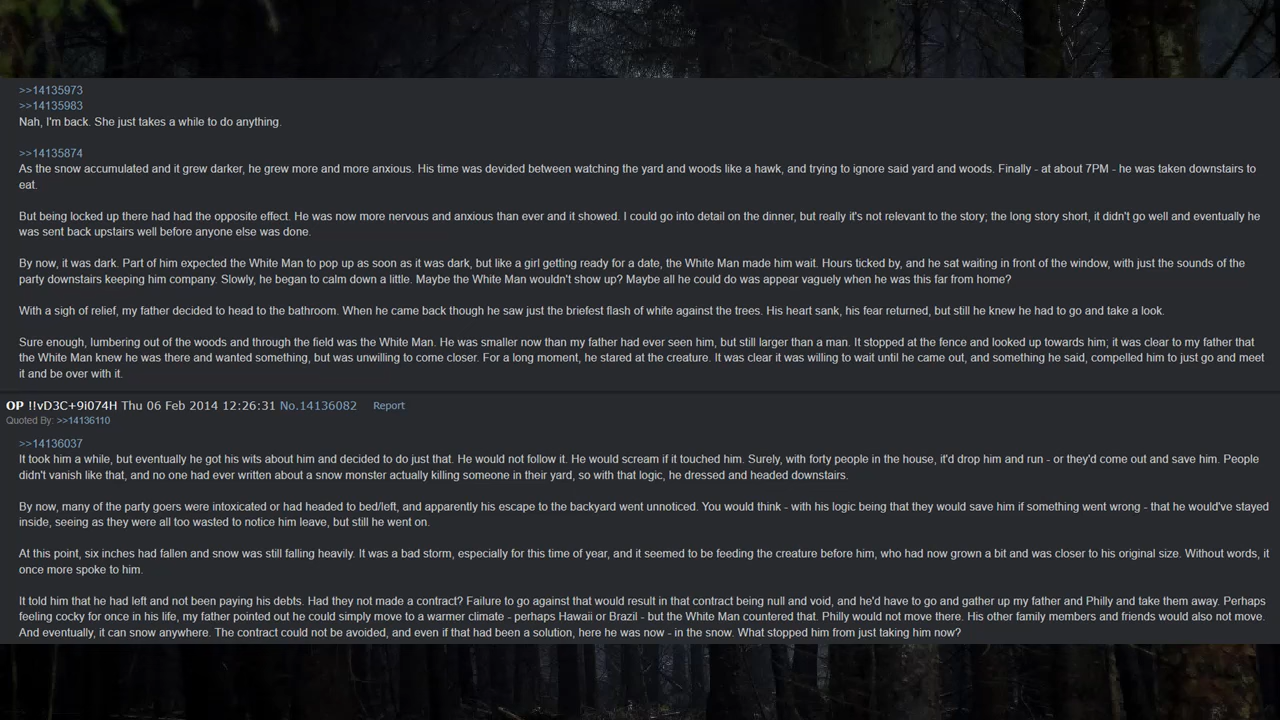 >>14135973
>>14135983
Nah, I'm back. She just takes a while to do anything.
>>14135874
As the snow accumulated and it grew darker, he grew more and more anxious. His time was devided between watching the yard and woods like a hawk, and trying to ignore said yard and woods. Finally - at about 7PM - he was taken downstairs to
eat.
But being locked up there had had the opposite effect. He was now more nervous and anxious than ever and it showed. I could go into detail on the dinner, but really it's not relevant to the story; the long story short, it didn't go well and eventually he
was sent back upstairs well before anyone else was done.
By now, it was dark. Part of him expected the White Man to pop up as soon as it was dark, but like a girl getting ready for a date, the White Man made him wait. Hours ticked by, and he sat waiting in front of the window, with just the sounds of the
party downstairs keeping him company. Slowly, he began to calm down a little. Maybe the White Man wouldn't show up? Maybe all he could do was appear vaguely when he was this far from home?
With a sigh of relief, my father decided to head to the bathroom. When he came back though he saw just the briefest flash of white against the trees. His heart sank, his fear returned, but still he knew he had to go and take a look.
Sure enough, lumbering out of the woods and through the field was the White Man. He was smaller now than my father had ever seen him, but still larger than a man. It stopped at the fence and looked up towards him; it was clear to my father that
the White Man knew he was there and wanted something, but was unwilling to come closer. For a long moment, he stared at the creature. It was clear it was willing to wait until he came out, and something he said, compelled him to just go and meet
it and be over with it.
OP !!vD3C+9i074H Thu 06 Feb 2014 12:26:31 No.14136082 Report
Quoted By: >>14136110
>>14136037
It took him a while, but eventually he got his wits about him and decided to do just that. He would not follow it. He would scream if it touched him. Surely, with forty people in the house, it'd drop him and run - or they'd come out and save him. People
didn't vanish like that, and no one had ever written about a snow monster actually killing someone in their yard, so with that logic, he dressed and headed downstairs.
By now, many of the party goers were intoxicated or had headed to bed/left, and apparently his escape to the backyard went unnoticed. You would think - with his logic being that they would save him if something went wrong - that he would've stayed
inside, seeing as they were all too wasted to notice him leave, but still he went on.
At this point, six inches had fallen and snow was still falling heavily. It was a bad storm, especially for this time of year, and it seemed to be feeding the creature before him, who had now grown a bit and was closer to his original size. Without words, it
once more spoke to him.
It told him that he had left and not been paying his debts. Had they not made a contract? Failure to go against that would result in that contract being null and void, and he'd have to go and gather up my father and Philly and take them away. Perhaps
feeling cocky for once in his life, my father pointed out he could simply move to a warmer climate - perhaps Hawaii or Brazil - but the White Man countered that. Philly would not move there. His other family members and friends would also not move.
And eventually, it can snow anywhere. The contract could not be avoided, and even if that had been a solution, here he was now - in the snow. What stopped him from just taking him now?